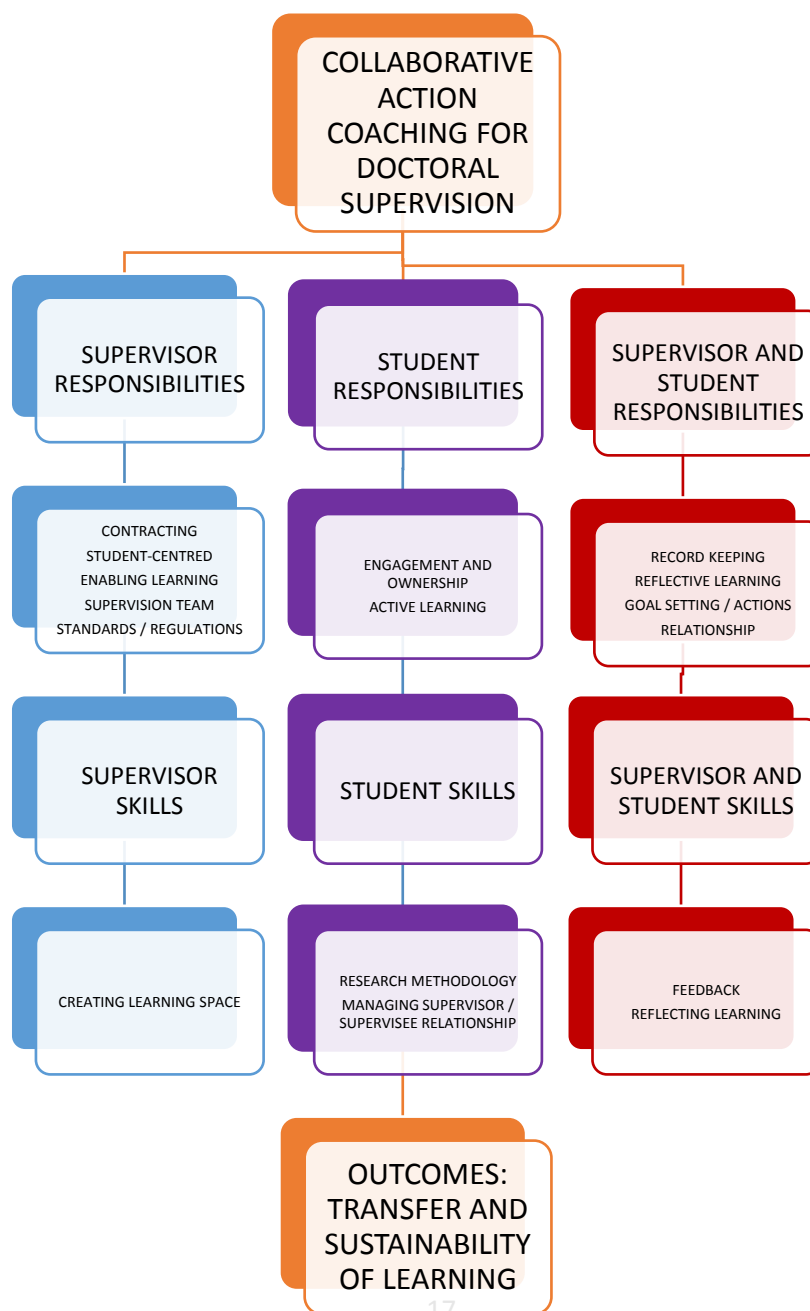 COLLABORATIVE
ACTION
COACHING FOR
DOCTORAL
SUPERVISION
SUPERVISOR
RESPONSIBILITIES
STUDENT
RESPONSIBILITIES
SUPERVISOR AND
STUDENT
RESPONSIBILITIES
CONTRACTING
STUDENT-CENTRED
ENABLING LEARNING
SUPERVISION TEAM
STANDARDS / REGULATIONS
ENGAGEMENT AND
OWNERSHIP
ACTIVE LEARNING
RECORD KEEPING
REFLECTIVE LEARNING
GOAL SETTING / ACTIONS
RELATIONSHIP
SUPERVISOR
SKILLS
STUDENT SKILLS
SUPERVISOR AND
STUDENT SKILLS
CREATING LEARNING SPACE
RESEARCH METHODOLOGY
MANAGING SUPERVISOR /
SUPERVISEE RELATIONSHIP
FEEDBACK
REFLECTING LEARNING
OUTCOMES:
TRANSFER AND
SUSTAINABILITY
OF LEARNING
17